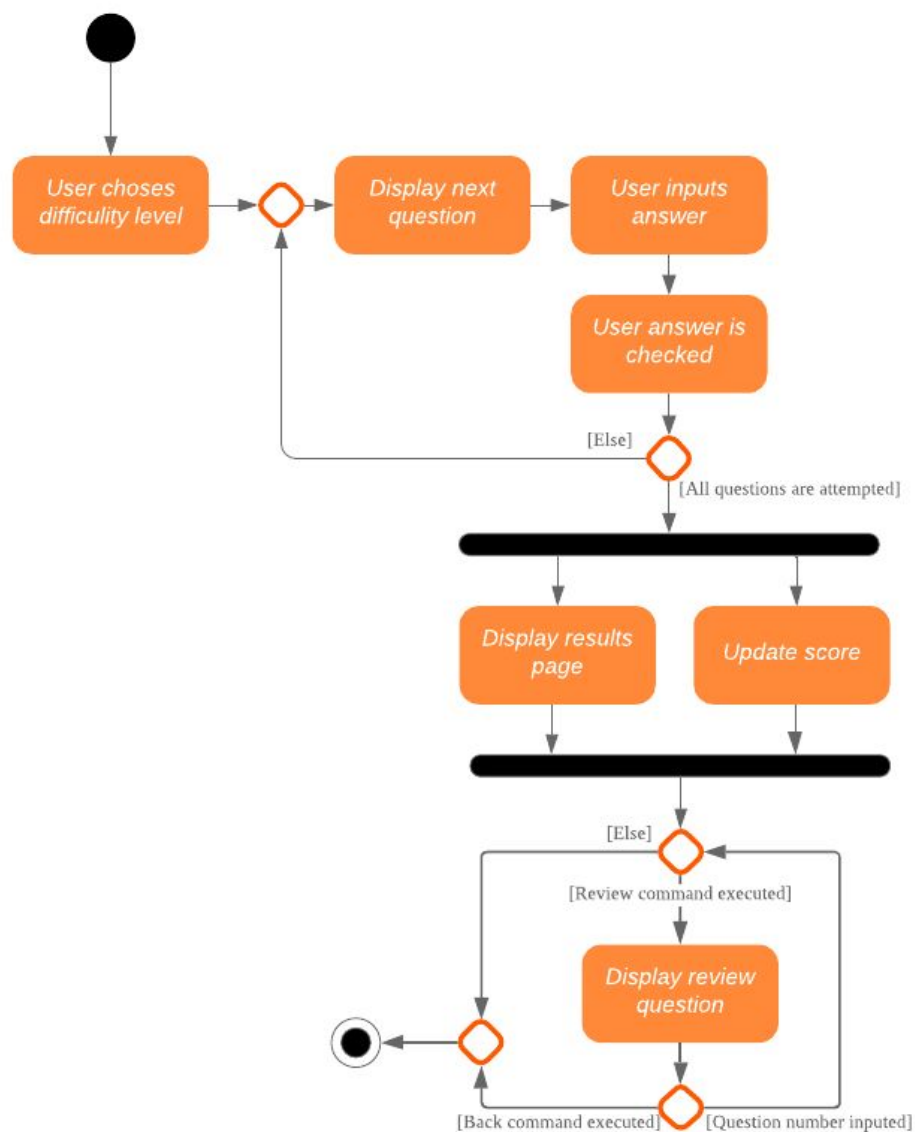 User choses
difficulity level
Display next
question
User inputs
answer
User answer is
checked
[Else]
[All questions are attempted]
Display results
page
Update score
[Else]
[Review command executed]
Display review
question
[Back command executed]
[Question number inputed]